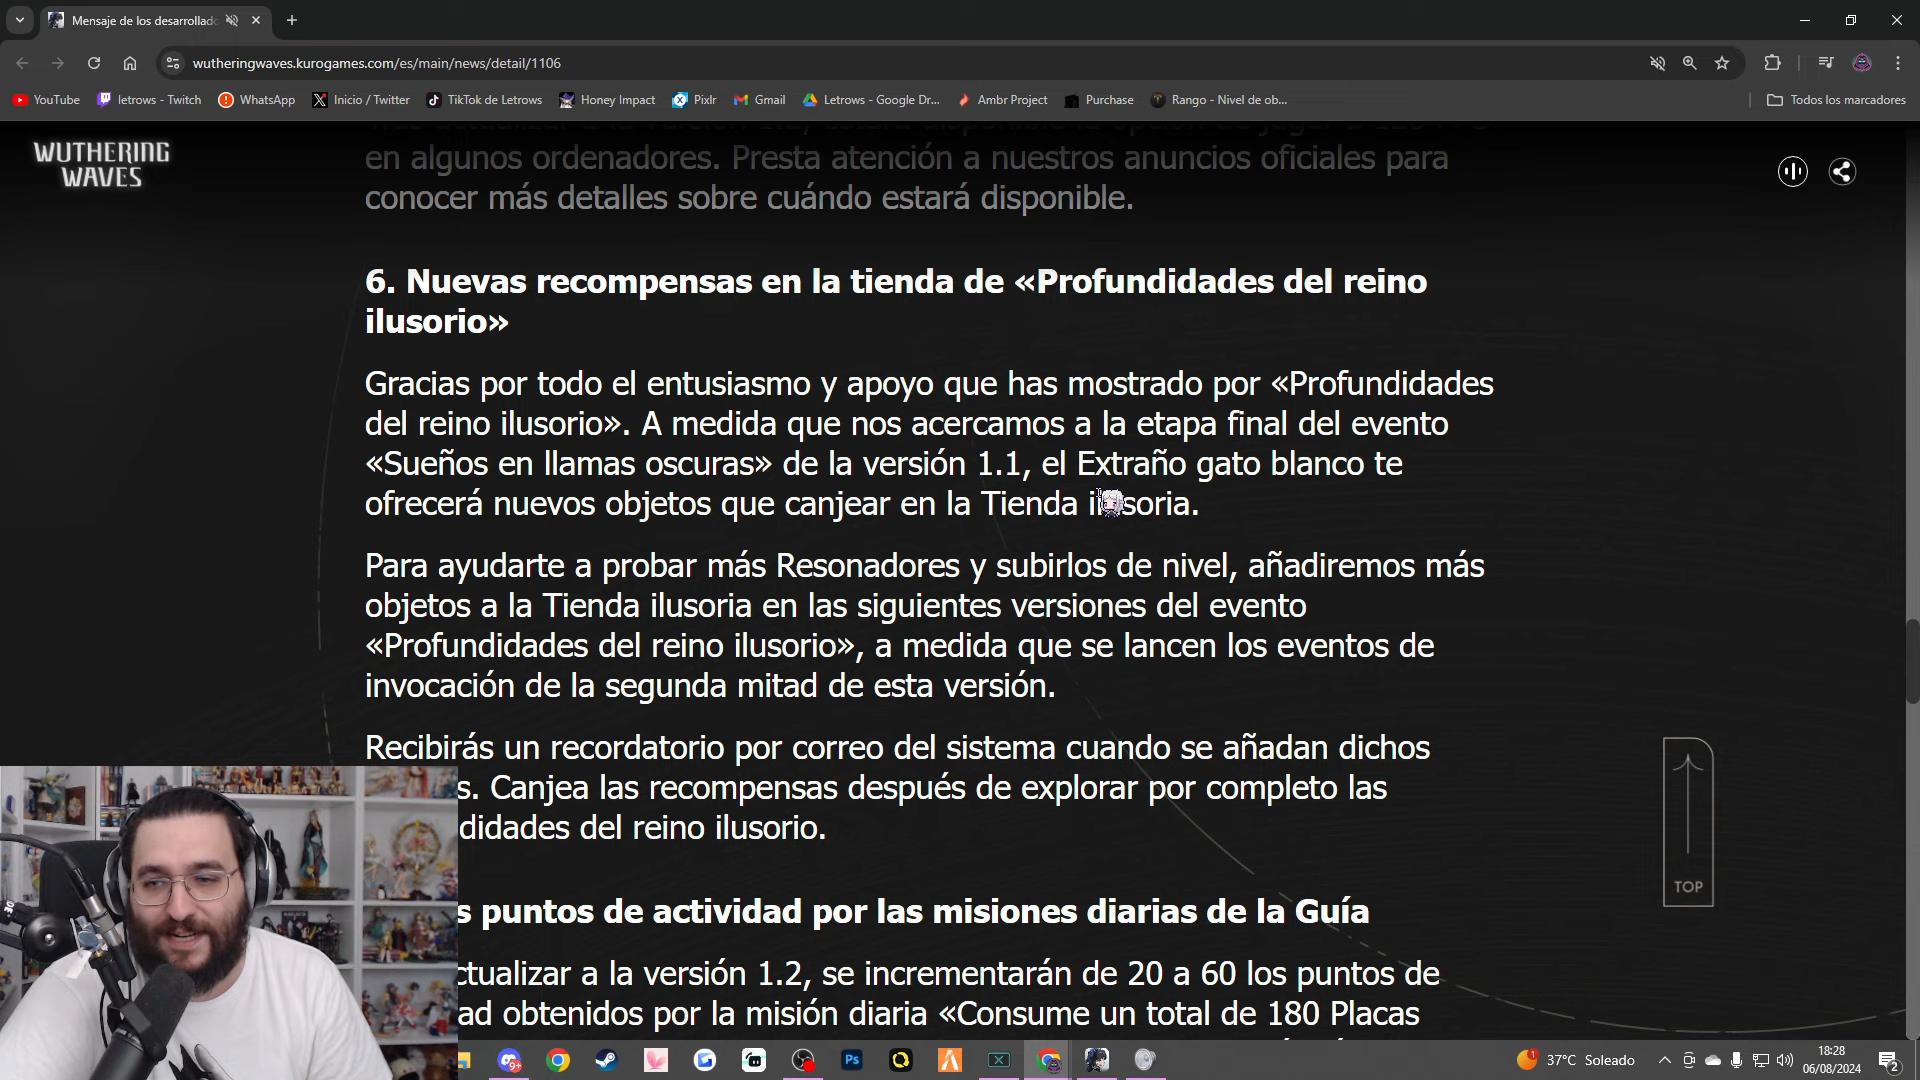 Mensaje de los desarrollado
wutheringwaves.kurogames.com/es/main/news/detail/1106
YouTube
letrows - Twitch
WhatsApp
Inicio / Twitter
TikTok de Letrows
Honey Impact
Pixlr
Gmail
Letrows - Google Dr...
Ambr Project
Purchase
Rango - Nivel de ob...
Todos los marcadores
WUTHERING
WAVES
en algunos ordenadores. Presta atención a nuestros anuncios oficiales para
conocer más detalles sobre cuándo estará disponible.
6. Nuevas recompensas en la tienda de «Profundidades del reino
ilusorio»
Gracias por todo el entusiasmo y apoyo que has mostrado por «Profundidades
del reino ilusorio». A medida que nos acercamos a la etapa final del evento
«Sueños en llamas oscuras» de la versión 1.1, el Extraño gato blanco te
ofrecerá nuevos objetos que canjear en la Tienda ilusoria.
Para ayudarte a probar más Resonadores y subirlos de nivel, añadiremos más
objetos a la Tienda ilusoria en las siguientes versiones del evento
«Profundidades del reino ilusorio», a medida que se lancen los eventos de
invocación de la segunda mitad de esta versión.
Recibirás un recordatorio por correo del sistema cuando se añadan dichos
s. Canjea las recompensas después de explorar por completo las
didades del reino ilusorio.
s puntos de actividad por las misiones diarias de la Guía
ctualizar a la versión 1.2, se incrementarán de 20 a 60 los puntos de
ad obtenidos por la misión diaria «Consume un total de 180 Placas
TOP
37°C Soleado
18:28
06/08/2024
2